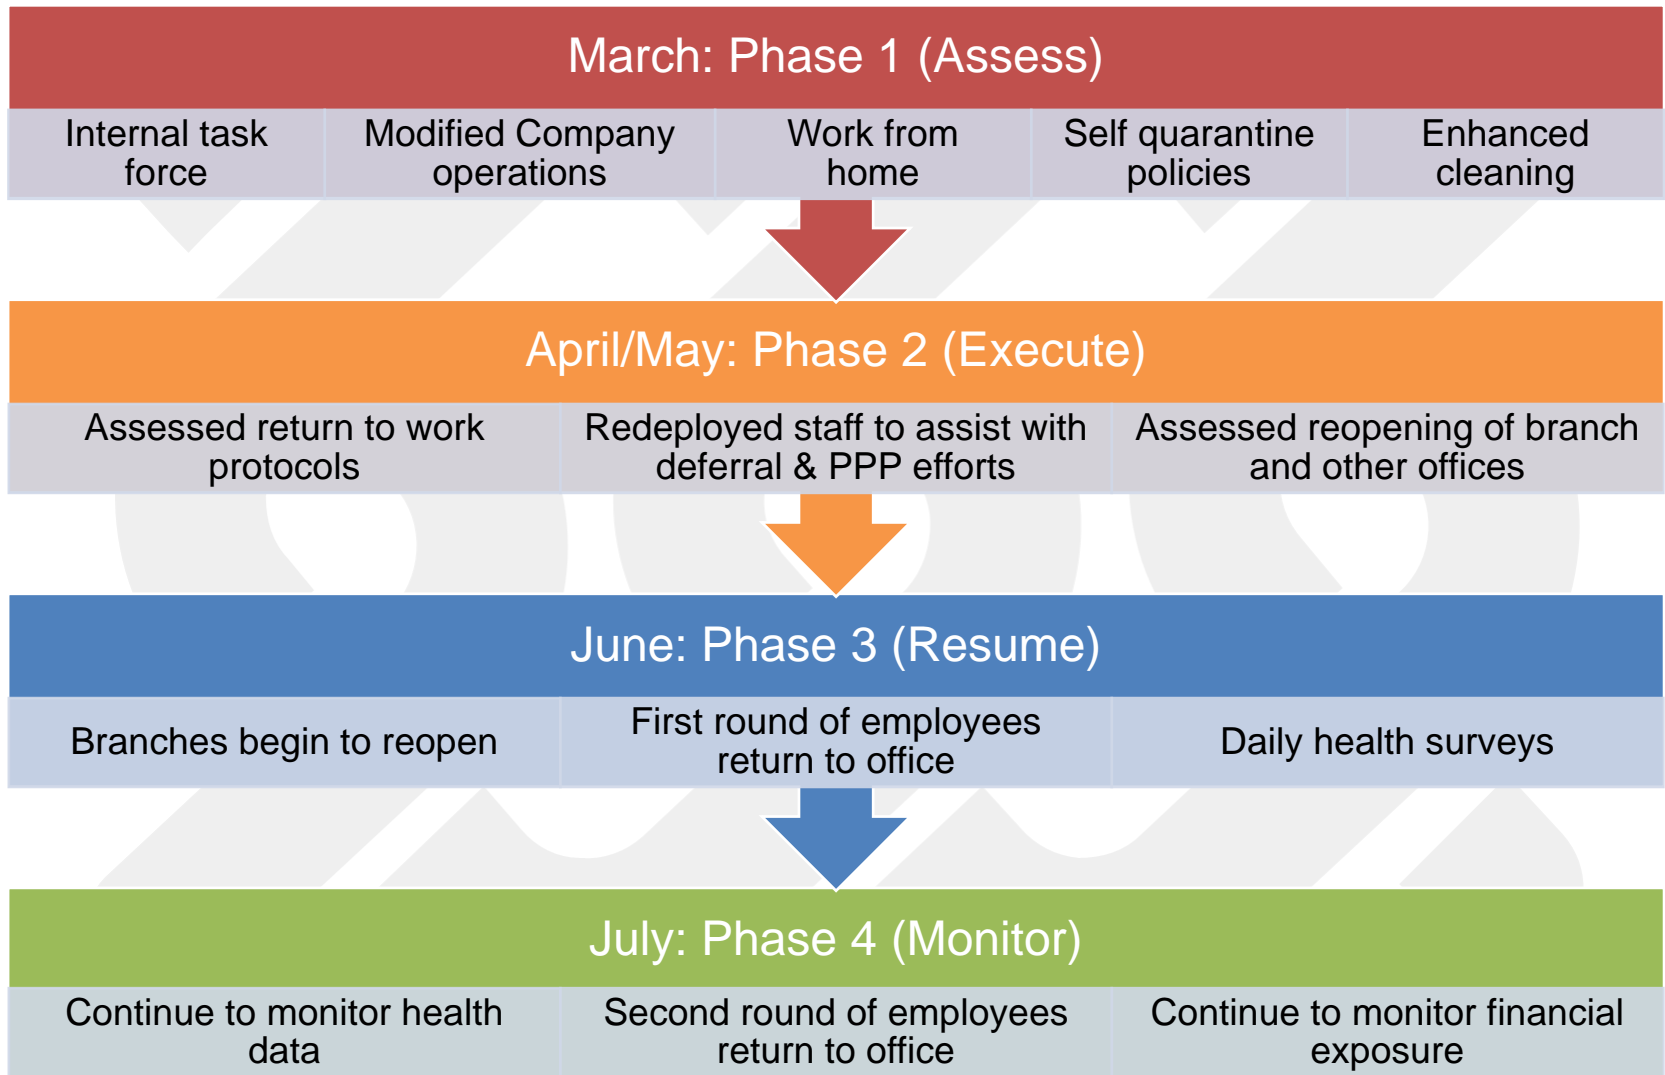 March: Phase 1 (Assess)
Internal task
force
Modified Company
operations
Work from
home
Self quarantine
policies
Enhanced
cleaning
April/May: Phase 2 (Execute)
Assessed return to work
protocols
Redeployed staff to assist with
deferral & PPP efforts
Assessed reopening of branch
and other offices
June: Phase 3 (Resume)
Branches begin to reopen
First round of employees
return to office
Daily health surveys
July: Phase 4 (Monitor)
Continue to monitor health
data
Second round of employees
return to office
Continue to monitor financial
exposure